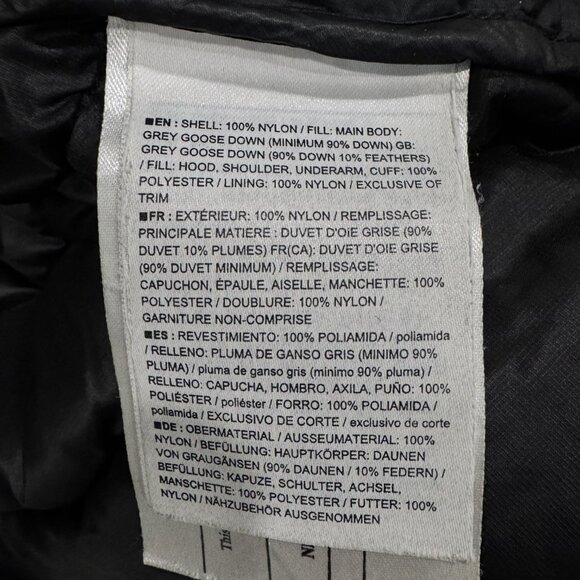 ■EN : SHELL: 100% NYLON / FILL: MAIN BODY:
GREY GOOSE DOWN (MINIMUM 90% DOWN) GB:
GREY GOOSE DOWN (90% DOWN 10% FEATHERS)
/ FILL: HOOD, SHOULDER, UNDERARM, CUFF: 100%
POLYESTER / LINING: 100% NYLON / EXCLUSIVE OF
TRIM
■FR : EXTÉRIEUR: 100% NYLON / REMPLISSAGE:
PRINCIPALE MATIERE : DUVET D'OIE GRISE (90%
DUVET 10% PLUMES) FR(CA): DUVET D'OIE GRISE
(90% DUVET MINIMUM) / REMPLISSAGE:
CAPUCHON, ÉPAULE, AISELLE, MANCHETTE: 100%
POLYESTER / DOUBLURE: 100% NYLON /
GARNITURE NON-COMPRISE
■ES : REVESTIMIENTO: 100% POLIAMIDA / poliamida
/ RELLENO: PLUMA DE GANSO GRIS (MINIMO 90%
PLUMA) / pluma de ganso gris (minimo 90% pluma) /
RELLENO: CAPUCHA, HOMBRO, AXILA, PUÑO: 100%
POLIÉSTER / poliéster / FORRO: 100% POLIAMIDA /
poliamida / EXCLUSIVO DE CORTE / exclusivo de corte
■DE : OBERMATERIAL / AUSSEUMATERIAL: 100%
NYLON / BEFÜLLUNG: HAUPTKÖRPER: DAUNEN
VON GRAUGÄNSEN (90% DAUNEN / 10% FEDERN) /
BEFÜLLUNG: KAPUZE, SCHULTER, ACHSEL,
MANSCHETTE: 100% POLYESTER / FUTTER: 100%
NYLON / NÄHZUBEHÖR AUSGENOMMEN
This